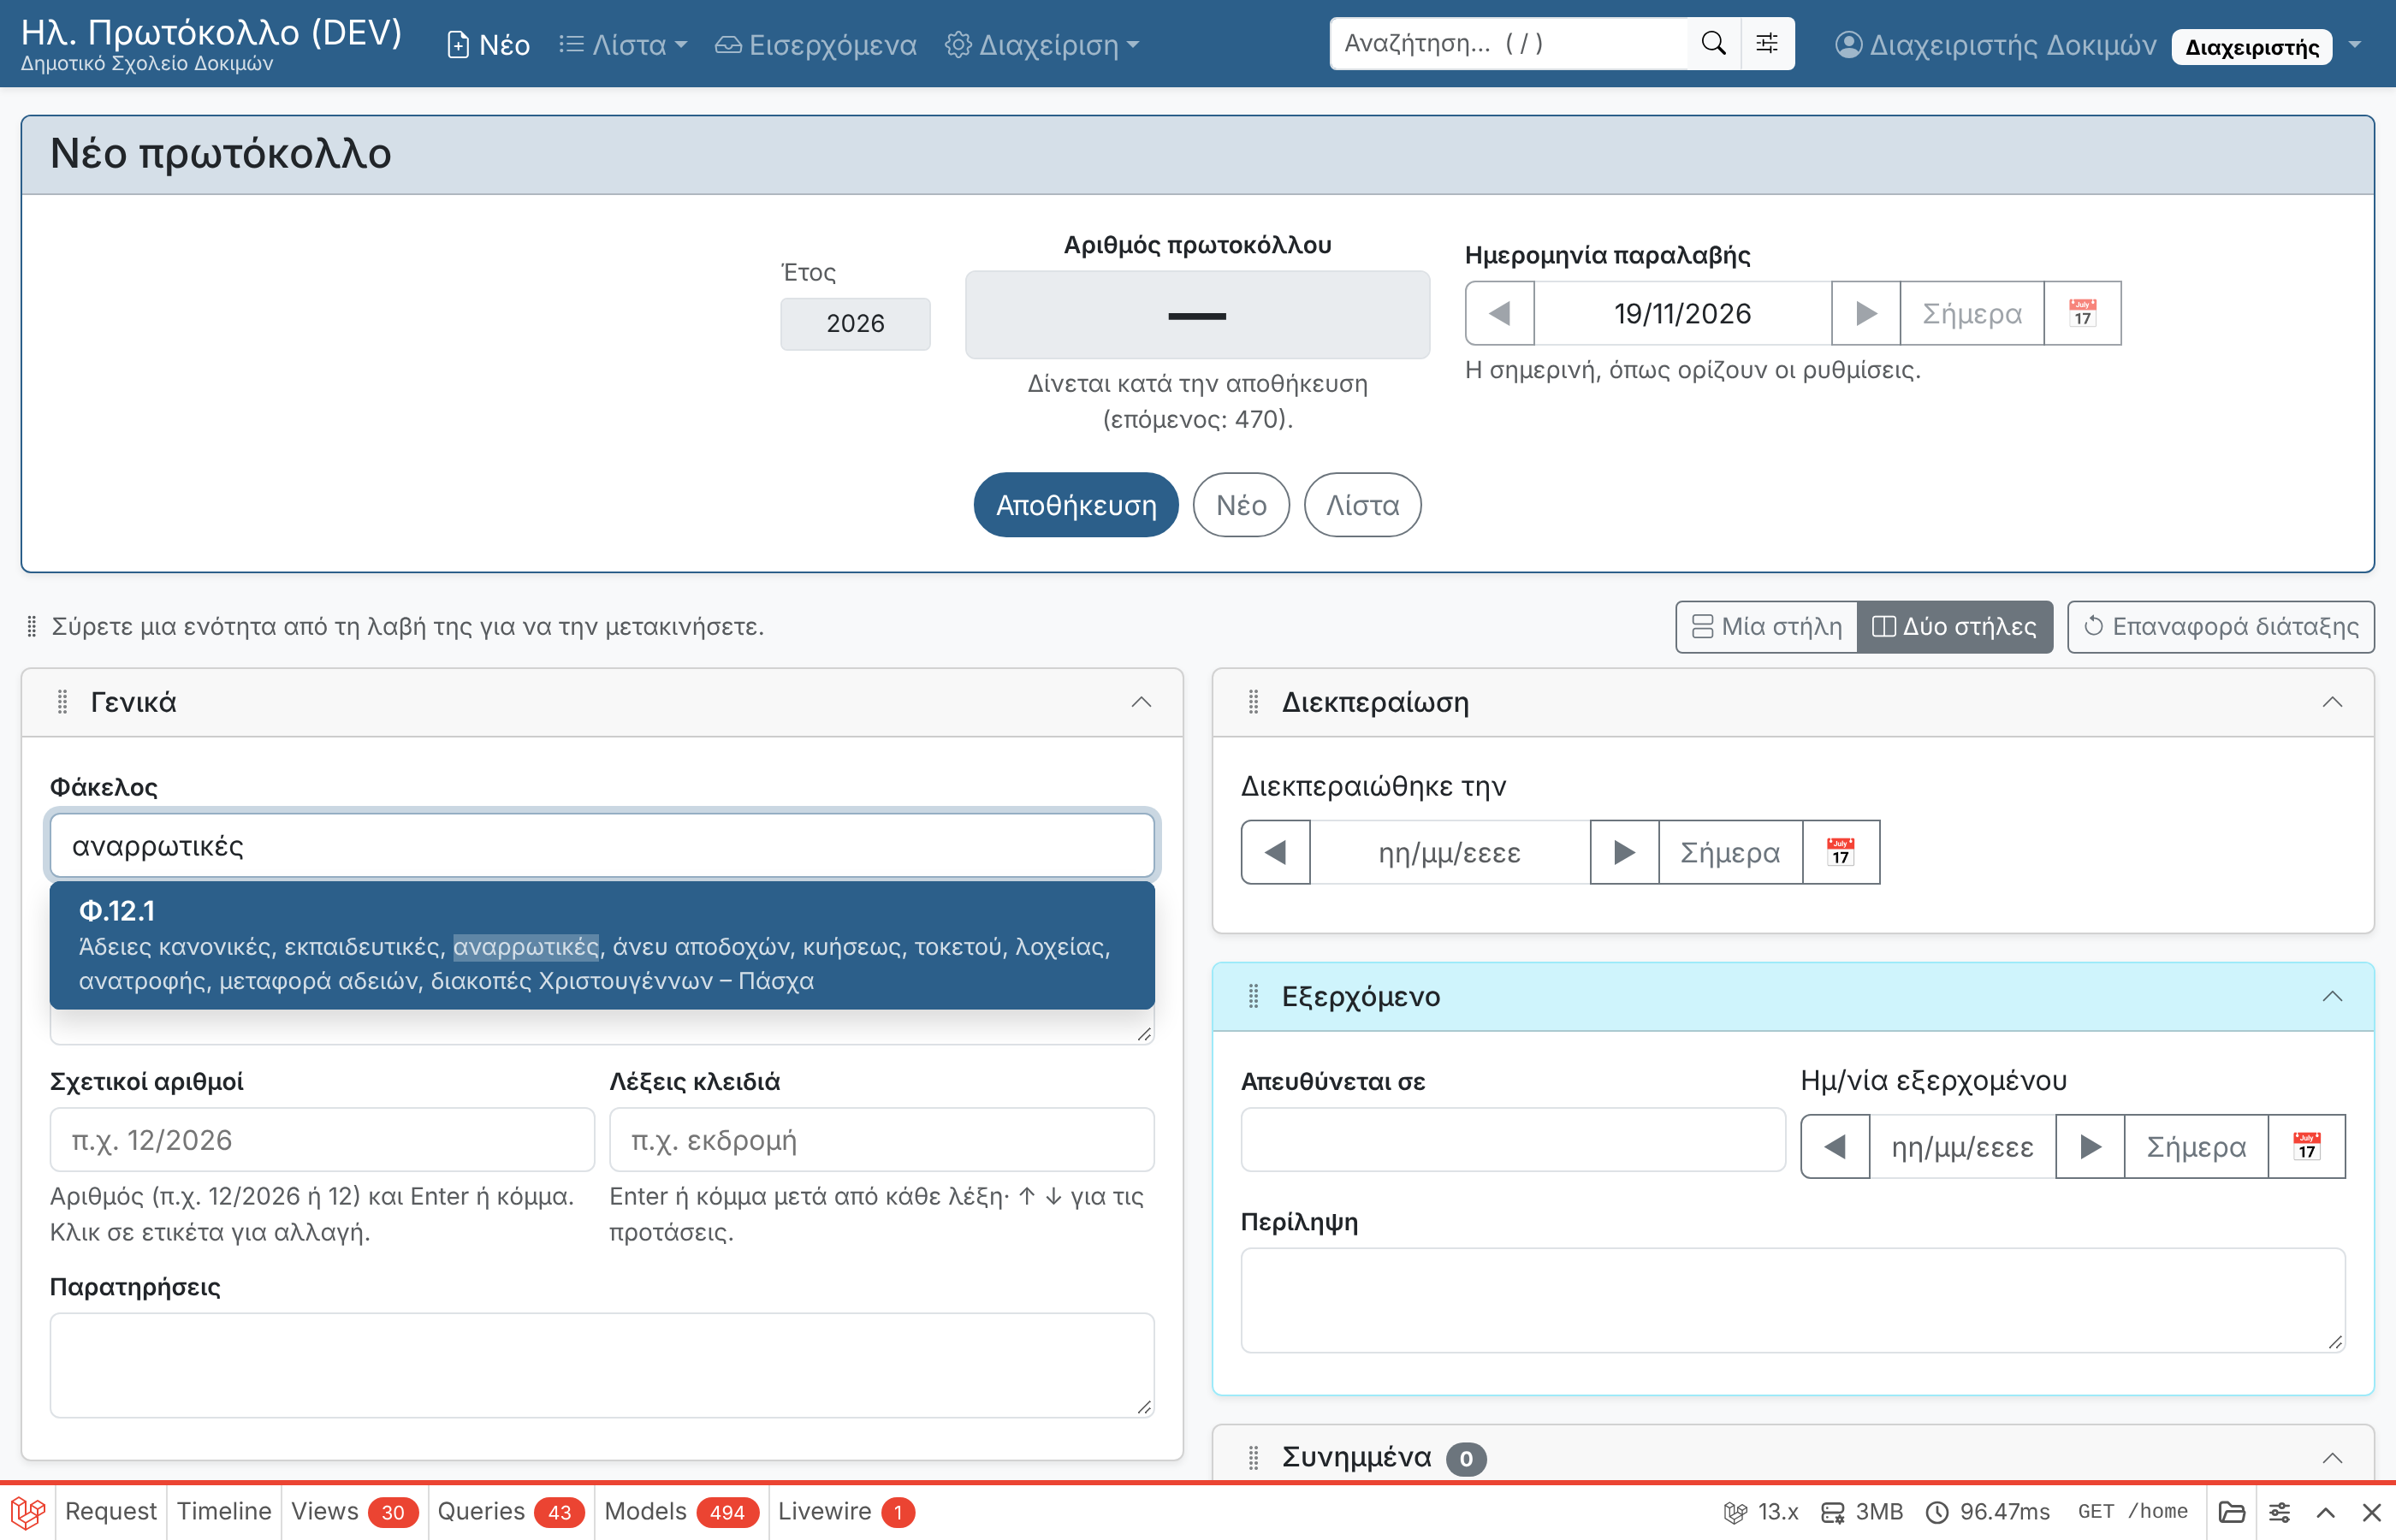 Ηλ. Πρωτόκολλο (DEV)
Δημοτικό Σχολείο Δοκιμών
Νέο
Λίστα
Εισερχόμενα
Διαχείριση
Αναζήτηση... ( / )
Διαχειριστής Δοκιμών
Διαχειριστής
Νέο πρωτόκολλο
Έτος
2026
Αριθμός πρωτοκόλλου
—
Δίνεται κατά την αποθήκευση
(επόμενος: 470).
Ημερομηνία παραλαβής
19/11/2026
Σήμερα
July
17
Η σημερινή, όπως ορίζουν οι ρυθμίσεις.
Αποθήκευση
Νέο
Λίστα
Σύρετε μια ενότητα από τη λαβή της για να την μετακινήσετε.
Μία στήλη
Δύο στήλες
Επαναφορά διάταξης
Γενικά
Φάκελος
αναρρωτικές
Φ.12.1
Άδειες κανονικές, εκπαιδευτικές, αναρρωτικές, άνευ αποδοχών, κυήσεως, τοκετού, λοχείας,
ανατροφής, μεταφορά αδειών, διακοπές Χριστουγέννων – Πάσχα
Σχετικοί αριθμοί
π.χ. 12/2026
Αριθμός (π.χ. 12/2026 ή 12) και Enter ή κόμμα.
Κλικ σε ετικέτα για αλλαγή.
Λέξεις κλειδιά
π.χ. εκδρομή
Enter ή κόμμα μετά από κάθε λέξη· ↑ ↓ για τις
προτάσεις.
Παρατηρήσεις
Διεκπεραίωση
Διεκπεραιώθηκε την
ηη/μμ/εεεε
Σήμερα
July
17
Εξερχόμενο
Απευθύνεται σε
Ημ/νία εξερχομένου
ηη/μμ/εεεε
Σήμερα
July
17
Περίληψη
Συνημμένα 0
Request
Timeline
Views 30
Queries 43
Models 494
Livewire 1
13.x
3MB
96.47ms
GET /home